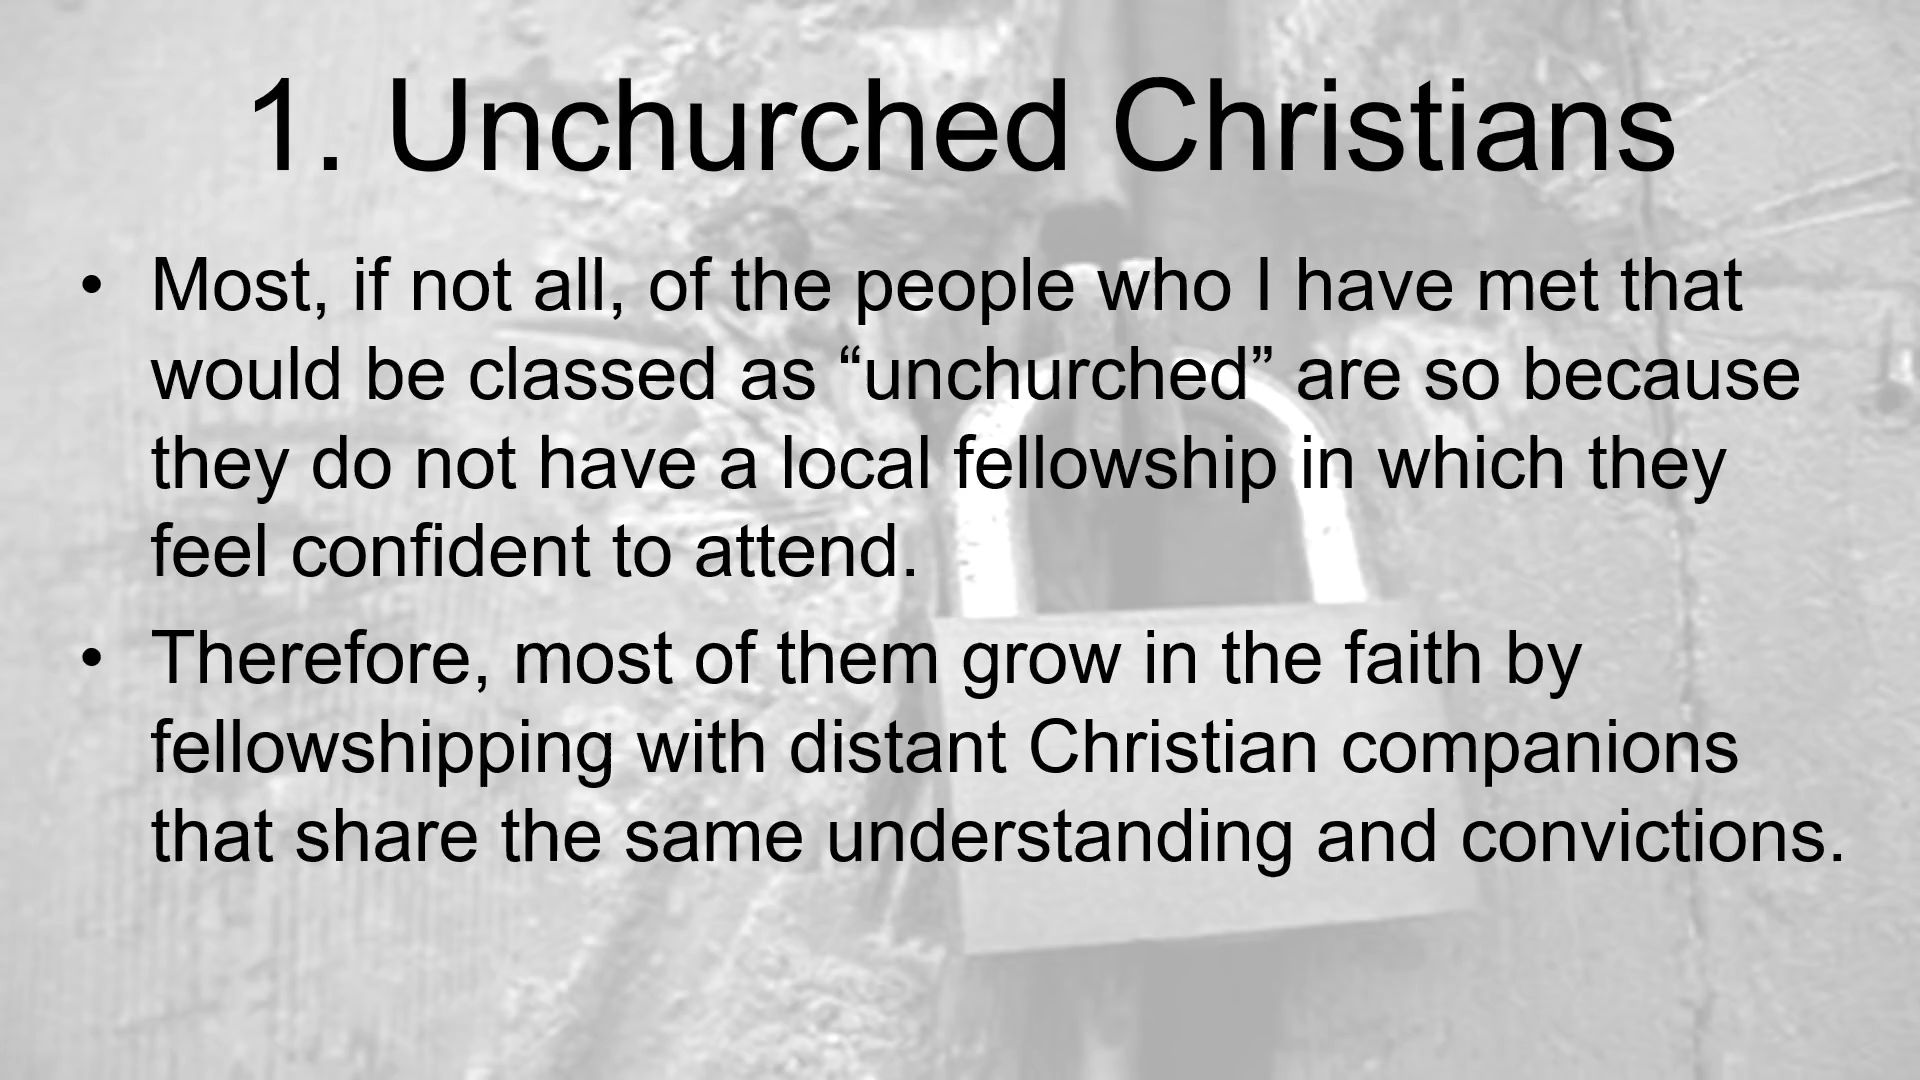 1. Unchurched Christians
• Most, if not all, of the people who I have met that
would be classed as “unchurched” are so because
they do not have a local fellowship in which they
feel confident to attend.
• Therefore, most of them grow in the faith by
fellowshipping with distant Christian companions
that share the same understanding and convictions.